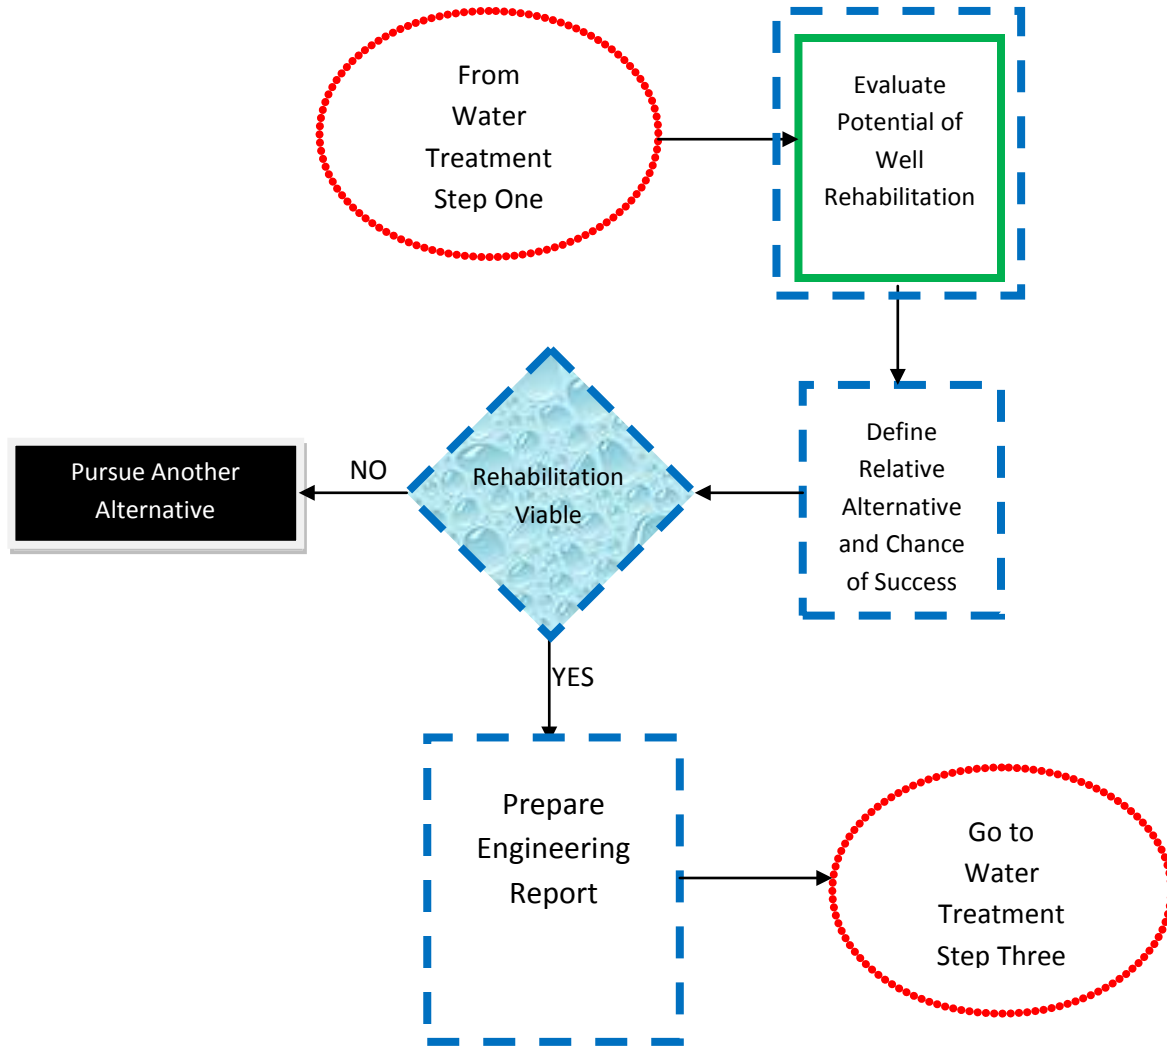 From
Water
Treatment
Step One
Evaluate
Potential of
Well
Rehabilitation
Define
Relative
Alternative
and Chance
of Success
Rehabilitation
Viable
NO
Pursue Another
Alternative
YES
Prepare
Engineering
Report
Go to
Water
Treatment
Step Three